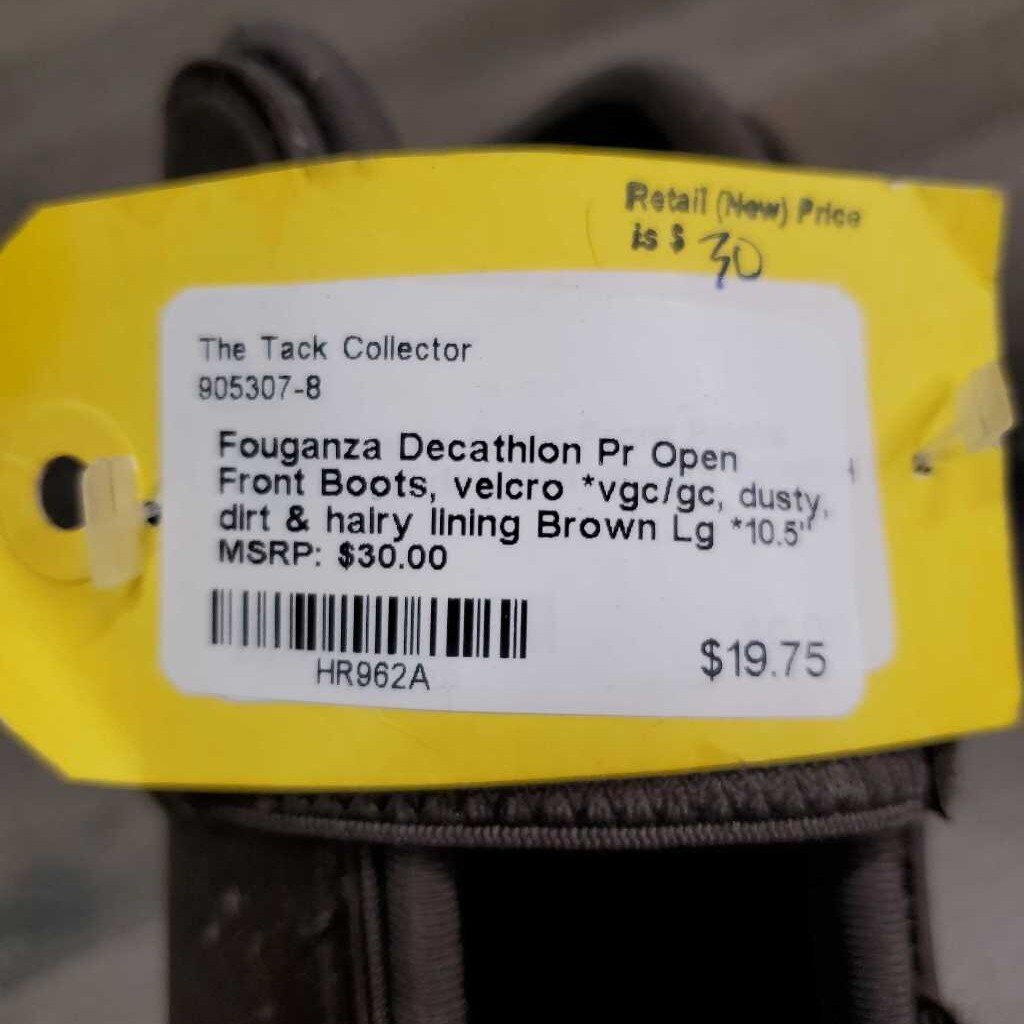 Retail (New) Price
is $ 30
The Tack Collector
905307-8
Fouganza Decathlon Pr Open
Front Boots, velcro *vgc/gc, dusty,
dirt & hairy lining Brown Lg *10.5"
MSRP: $30.00
HR962A
$19.75